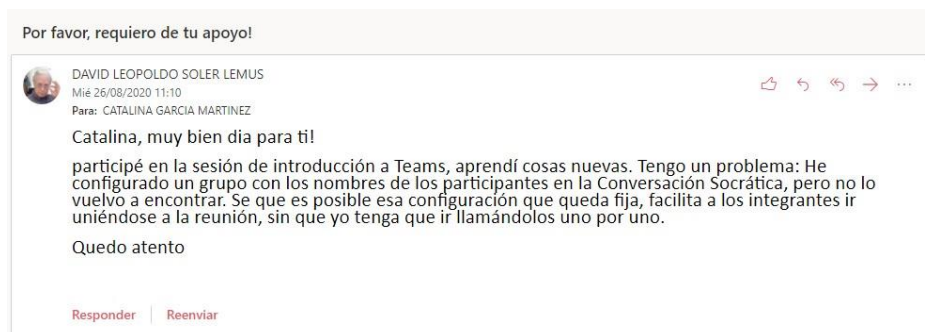 Por favor, requiero de tu apoyo!
DAVID LEOPOLDO SOLER LEMUS
Mié 26/08/2020 11:10
Para: CATALINA GARCIA MARTINEZ
Catalina, muy bien dia para ti!
participé en la sesión de introducción a Teams, aprendí cosas nuevas. Tengo un problema: He
configurado un grupo con los nombres de los participantes en la Conversación Socrática, pero no lo
vuelvo a encontrar. Se que es posible esa configuración que queda fija, facilita a los integrantes ir
uniéndose a la reunión, sin que yo tenga que ir llamándolos uno por uno.
Quedo atento
Responder | Reenviar